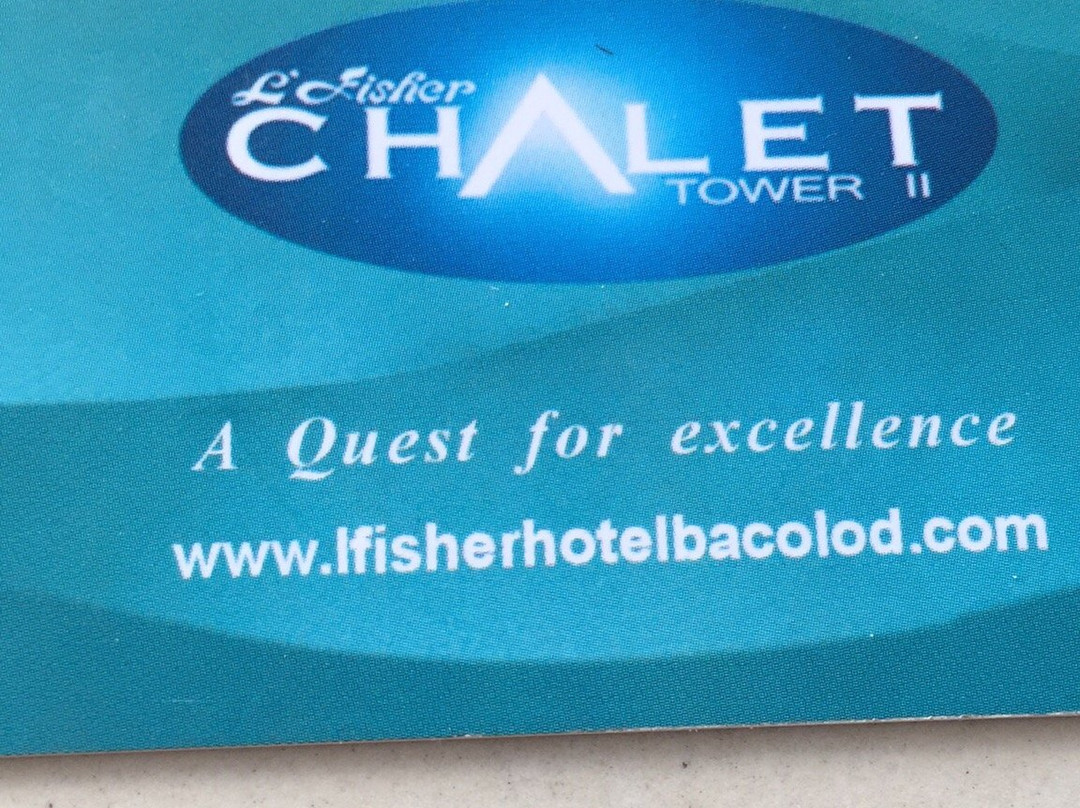 L' Fisher
CHALET
TOWER II
A Quest for excellence
www.lfisherhotelbacolod.com